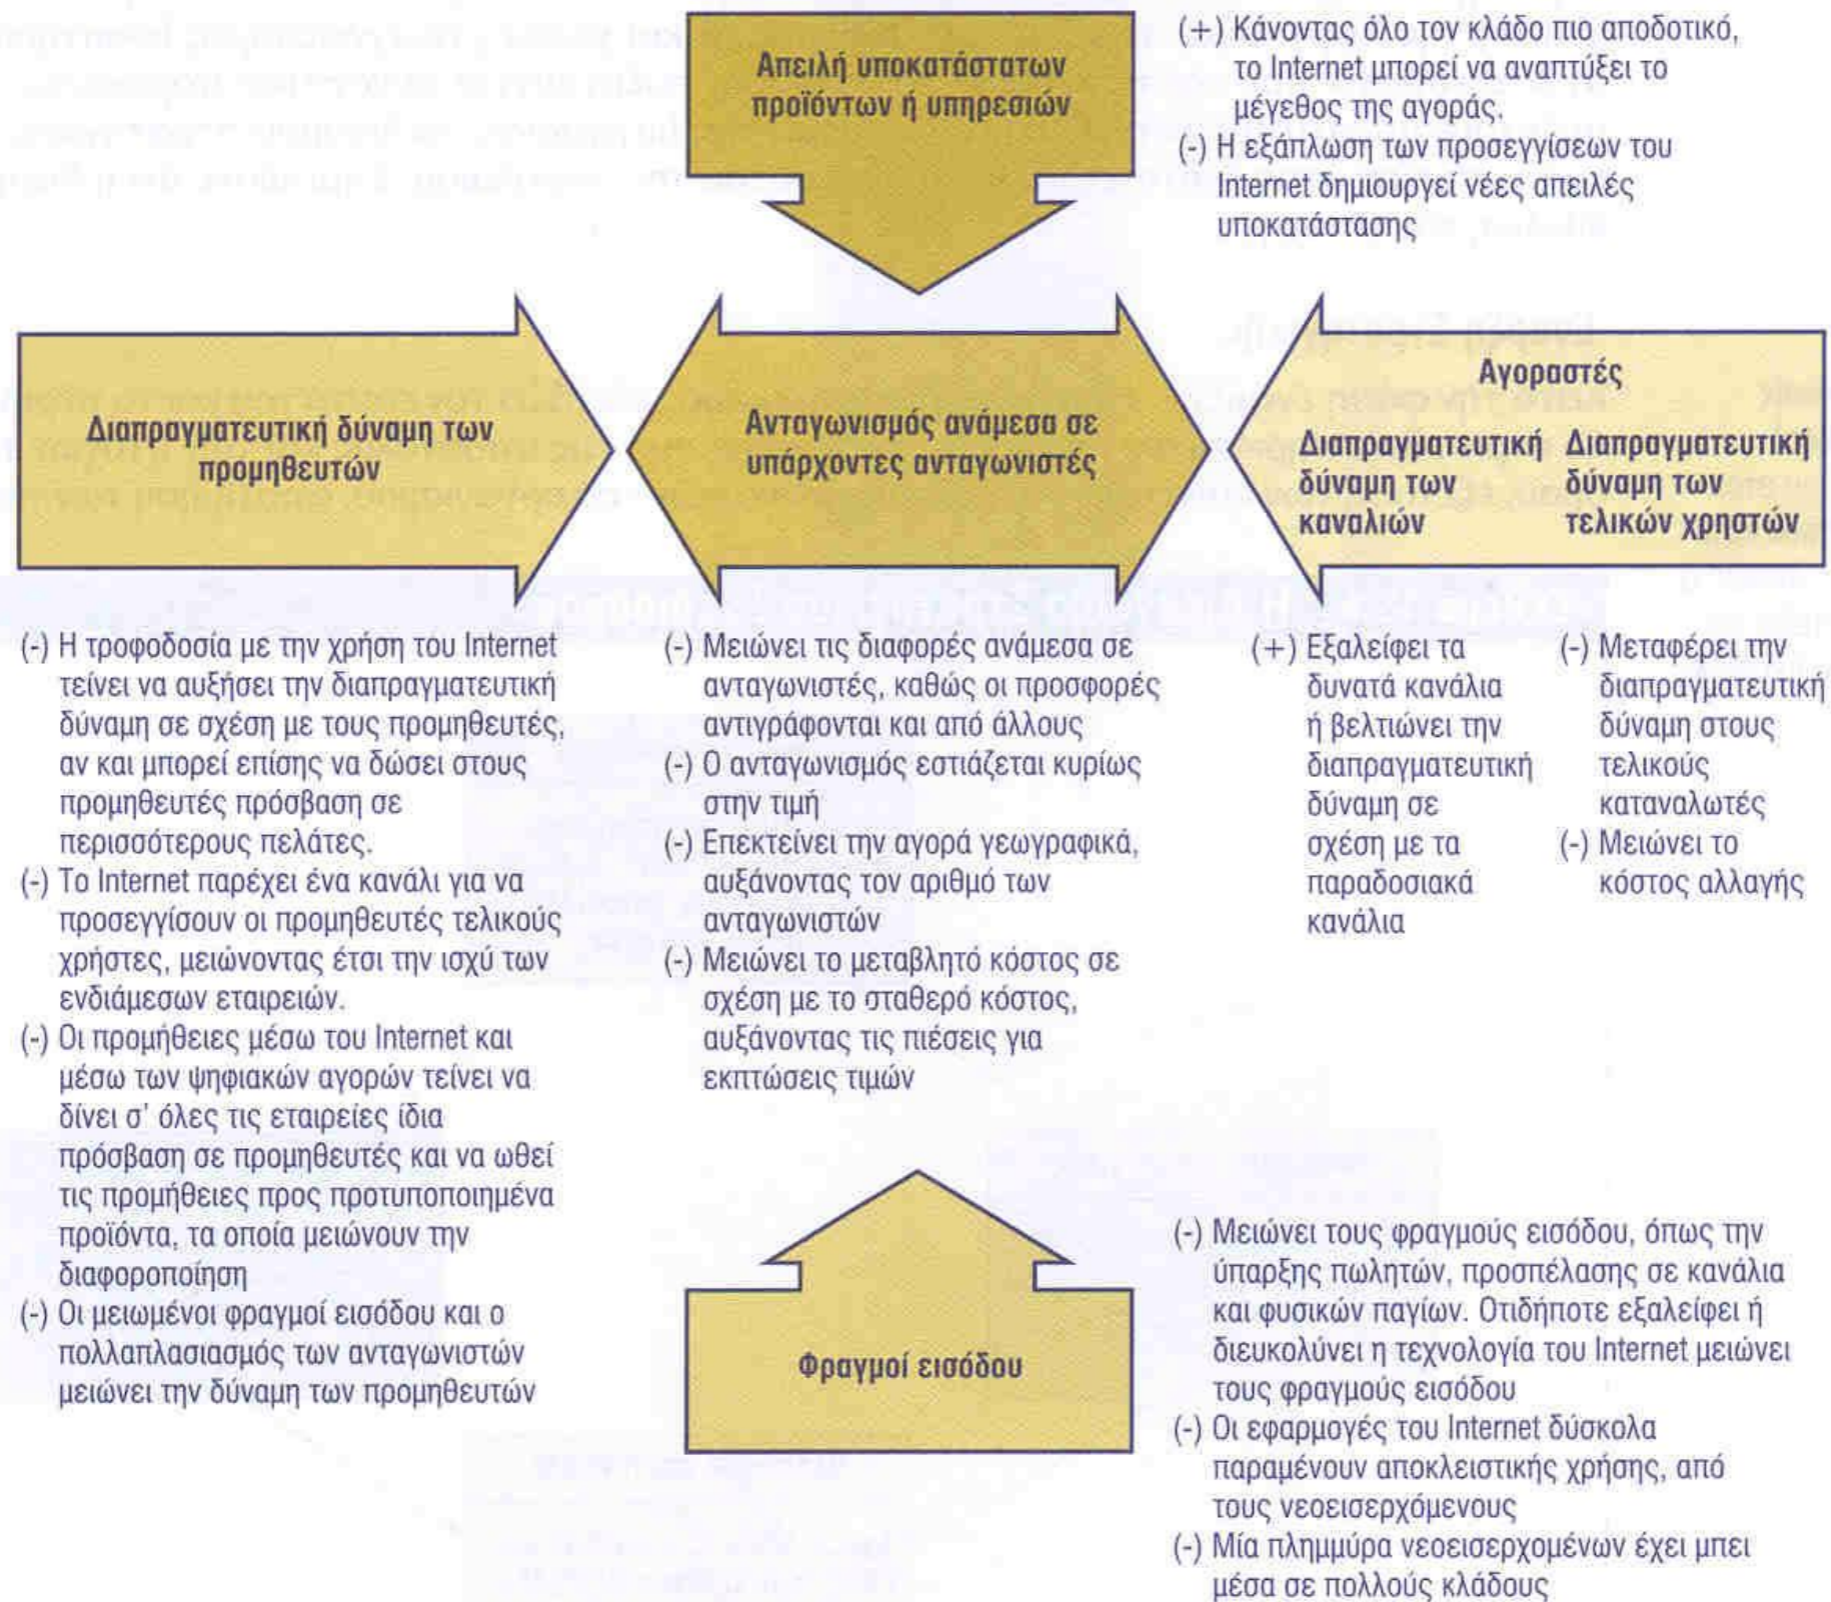 Απειλή υποκατάστατων
προϊόντων ή υπηρεσιών
(+) Κάνοντας όλο τον κλάδο πιο αποδοτικό,
το Internet μπορεί να αναπτύξει το
μέγεθος της αγοράς.
(-) Η εξάπλωση των προσεγγίσεων του
Internet δημιουργεί νέες απειλές
υποκατάστασης
Διαπραγματευτική δύναμη των
προμηθευτών
Ανταγωνισμός ανάμεσα σε
υπάρχοντες ανταγωνιστές
Αγοραστές
Διαπραγματευτική
δύναμη των
καναλιών
Διαπραγματευτική
δύναμη των
τελικών χρηστών
(-) Η τροφοδοσία με την χρήση του Internet
τείνει να αυξήσει την διαπραγματευτική
δύναμη σε σχέση με τους προμηθευτές,
αν και μπορεί επίσης να δώσει στους
προμηθευτές πρόσβαση σε
περισσότερους πελάτες.
(-) Το Internet παρέχει ένα κανάλι για να
προσεγγίσουν οι προμηθευτές τελικούς
χρήστες, μειώνοντας έτσι την ισχύ των
ενδιάμεσων εταιρειών.
(-) Οι προμήθειες μέσω του Internet και
μέσω των ψηφιακών αγορών τείνει να
δίνει σ' όλες τις εταιρείες ίδια
πρόσβαση σε προμηθευτές και να ωθεί
τις προμήθειες προς προτυποποιημένα
προϊόντα, τα οποία μειώνουν την
διαφοροποίηση
(-) Οι μειωμένοι φραγμοί εισόδου και ο
πολλαπλασιασμός των ανταγωνιστών
μειώνει την δύναμη των προμηθευτών
(-) Μειώνει τις διαφορές ανάμεσα σε
ανταγωνιστές, καθώς οι προσφορές
αντιγράφονται και από άλλους
(-) Ο ανταγωνισμός εστιάζεται κυρίως
στην τιμή
(-) Επεκτείνει την αγορά γεωγραφικά,
αυξάνοντας τον αριθμό των
ανταγωνιστών
(-) Μειώνει το μεταβλητό κόστος σε
σχέση με το σταθερό κόστος,
αυξάνοντας τις πιέσεις για
εκπτώσεις τιμών
(+) Εξαλείφει τα
δυνατά κανάλια
ή βελτιώνει την
διαπραγματευτική
δύναμη σε
σχέση με τα
παραδοσιακά
κανάλια
(-) Μεταφέρει την
διαπραγματευτική
δύναμη στους
τελικούς
καταναλωτές
(-) Μειώνει το
κόστος αλλαγής
Φραγμοί εισόδου
(-) Μειώνει τους φραγμούς εισόδου, όπως την
ύπαρξης πωλητών, προσπέλασης σε κανάλια
και φυσικών παγίων. Οτιδήποτε εξαλείφει ή
διευκολύνει η τεχνολογία του Internet μειώνει
τους φραγμούς εισόδου
(-) Οι εφαρμογές του Internet δύσκολα
παραμένουν αποκλειστικής χρήσης, από
τους νεοεισερχόμενους
(-) Μία πλημμύρα νεοεισερχομένων έχει μπει
μέσα σε πολλούς κλάδους